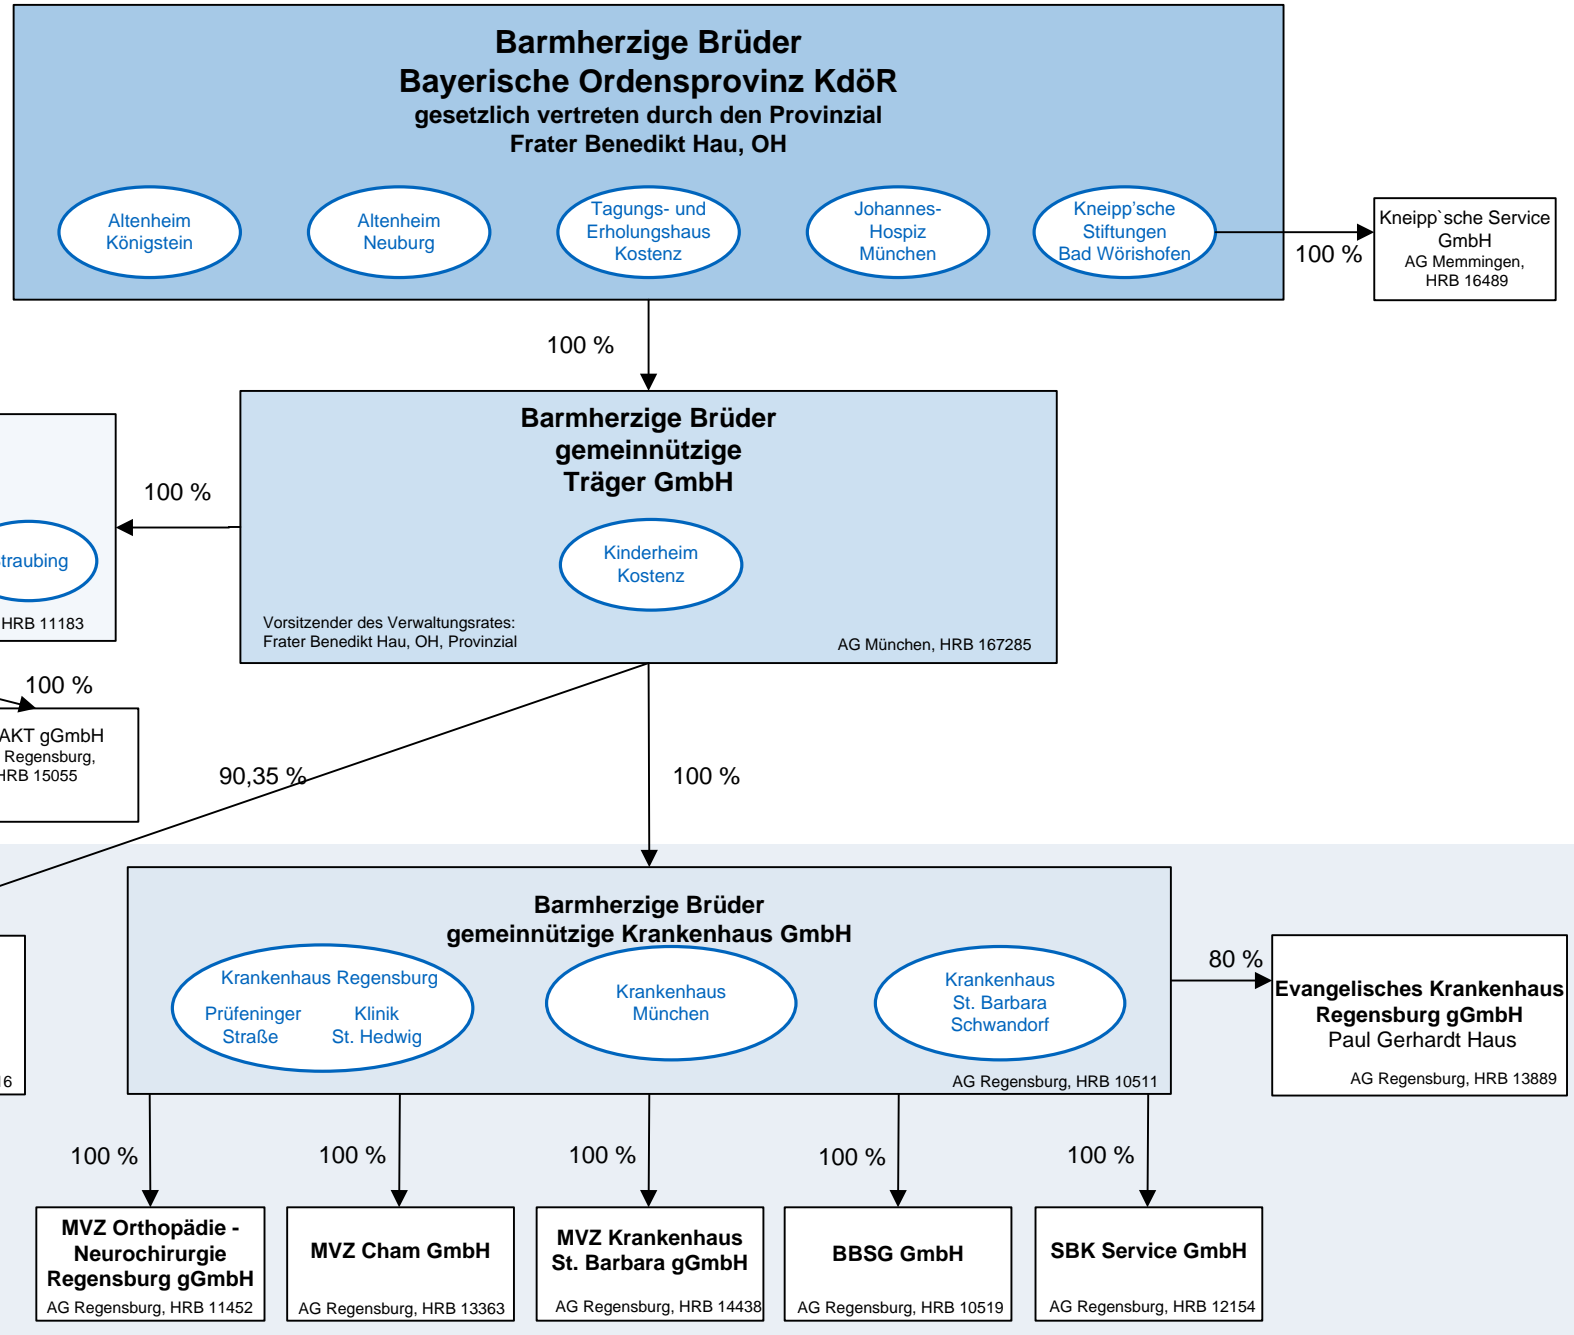 Barmherzige Brüder
Bayerische Ordensprovinz KdöR
gesetzlich vertreten durch den Provinzial
Frater Benedikt Hau, OH
Altenheim
Königstein
Altenheim
Neuburg
Tagungs- und
Erholungshaus
Kostenz
Johannes-
Hospiz
München
Kneipp'sche
Stiftungen
Bad Wörishofen
100 %
Kneipp`sche Service
GmbH
AG Memmingen,
HRB 16489
100 %
Barmherzige Brüder
gemeinnützige
Träger GmbH
Kinderheim
Kostenz
Vorsitzender des Verwaltungsrates:
Frater Benedikt Hau, OH, Provinzial
AG München, HRB 167285
100 %
traubing
HRB 11183
100 %
AKT gGmbH
Regensburg,
HRB 15055
90,35 %
100 %
Barmherzige Brüder
gemeinnützige Krankenhaus GmbH
Krankenhaus Regensburg
Prüfeninger
Straße
Klinik
St. Hedwig
Krankenhaus
München
Krankenhaus
St. Barbara
Schwandorf
AG Regensburg, HRB 10511
80 %
Evangelisches Krankenhaus
Regensburg gGmbH
Paul Gerhardt Haus
AG Regensburg, HRB 13889
16
100 %
100 %
100 %
100 %
100 %
MVZ Orthopädie -
Neurochirurgie
Regensburg gGmbH
AG Regensburg, HRB 11452
MVZ Cham GmbH
AG Regensburg, HRB 13363
MVZ Krankenhaus
St. Barbara gGmbH
AG Regensburg, HRB 14438
BBSG GmbH
AG Regensburg, HRB 10519
SBK Service GmbH
AG Regensburg, HRB 12154